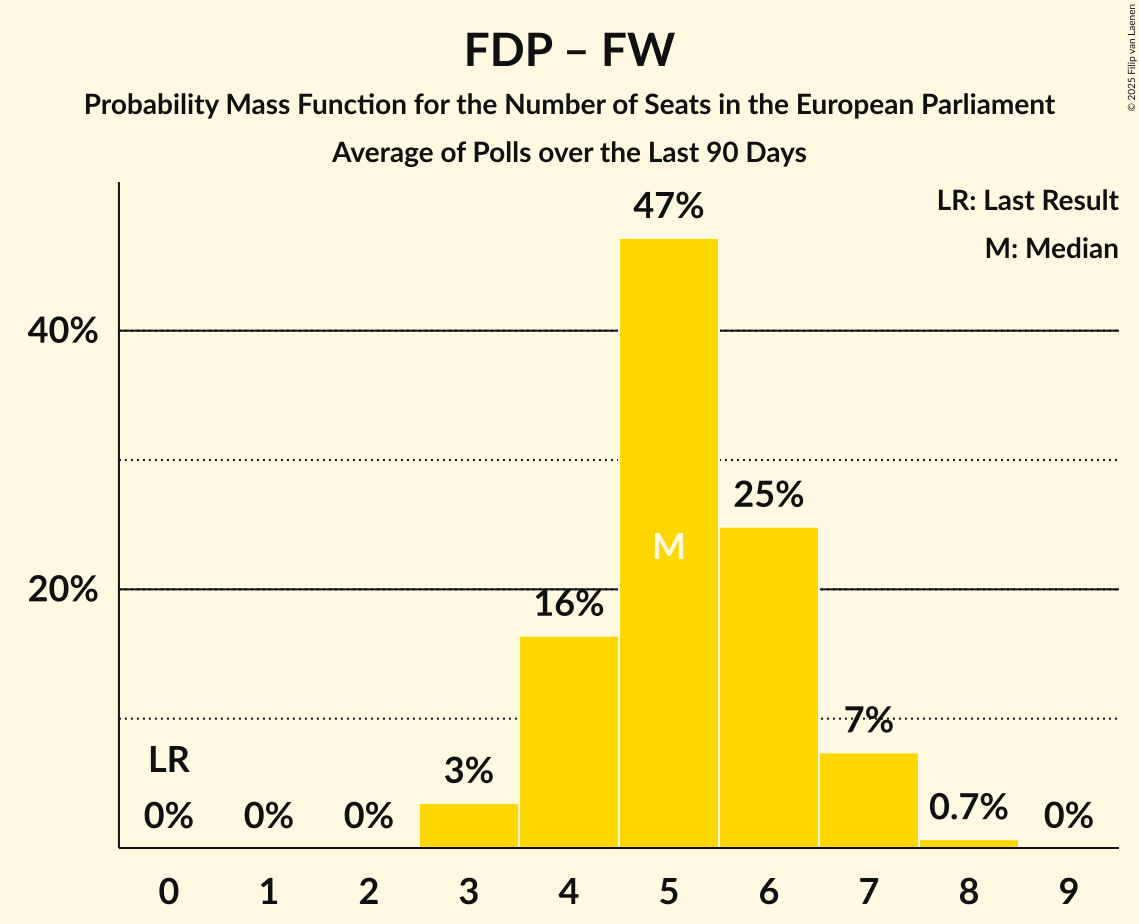 FDP – FW
Probability Mass Function for the Number of Seats in the European Parliament
Average of Polls over the Last 90 Days
© 2025 Filip van Laenen
LR: Last Result
M: Median
47%
40%
25%
M
20%
16%
7%
LR
3%
0%
0%
0%
0.7%
0%
0
1
2
3
4
5
6
7
8
9